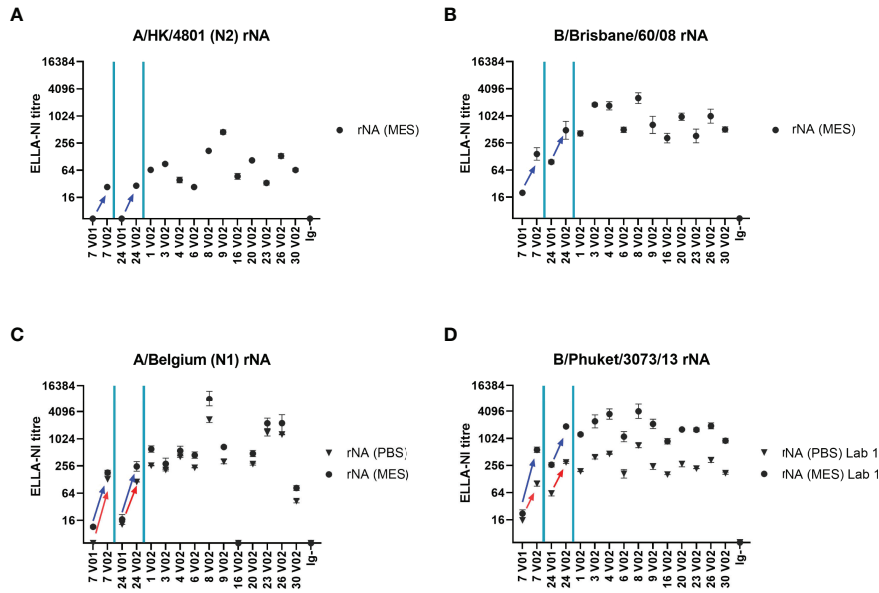 A
A/HK/4801 (N2) rNA
ELLA-NI titre
16384
4096
1024
256
64
16
7 V01
7 V02
24 V01
24 V02
1 V02
3 V02
4 V02
6 V02
8 V02
9 V02
16 V02
20 V02
23 V02
26 V02
30 V02
Ig-
rNA (MES)
B
B/Brisbane/60/08 rNA
ELLA-NI titre
16384
4096
1024
256
64
16
7 V01
7 V02
24 V01
24 V02
1 V02
3 V02
4 V02
6 V02
8 V02
9 V02
16 V02
20 V02
23 V02
26 V02
30 V02
Ig-
rNA (MES)
C
A/Belgium (N1) rNA
ELLA-NI titre
16384
4096
1024
256
64
16
7 V01
7 V02
24 V01
24 V02
1 V02
3 V02
4 V02
6 V02
8 V02
9 V02
16 V02
20 V02
23 V02
26 V02
30 V02
Ig-
rNA (PBS)
rNA (MES)
D
B/Phuket/3073/13 rNA
ELLA-NI titre
16384
4096
1024
256
64
16
7 V01
7 V02
24 V01
24 V02
1 V02
3 V02
4 V02
6 V02
8 V02
9 V02
16 V02
20 V02
23 V02
26 V02
30 V02
Ig-
rNA (PBS) Lab 1
rNA (MES) Lab 1